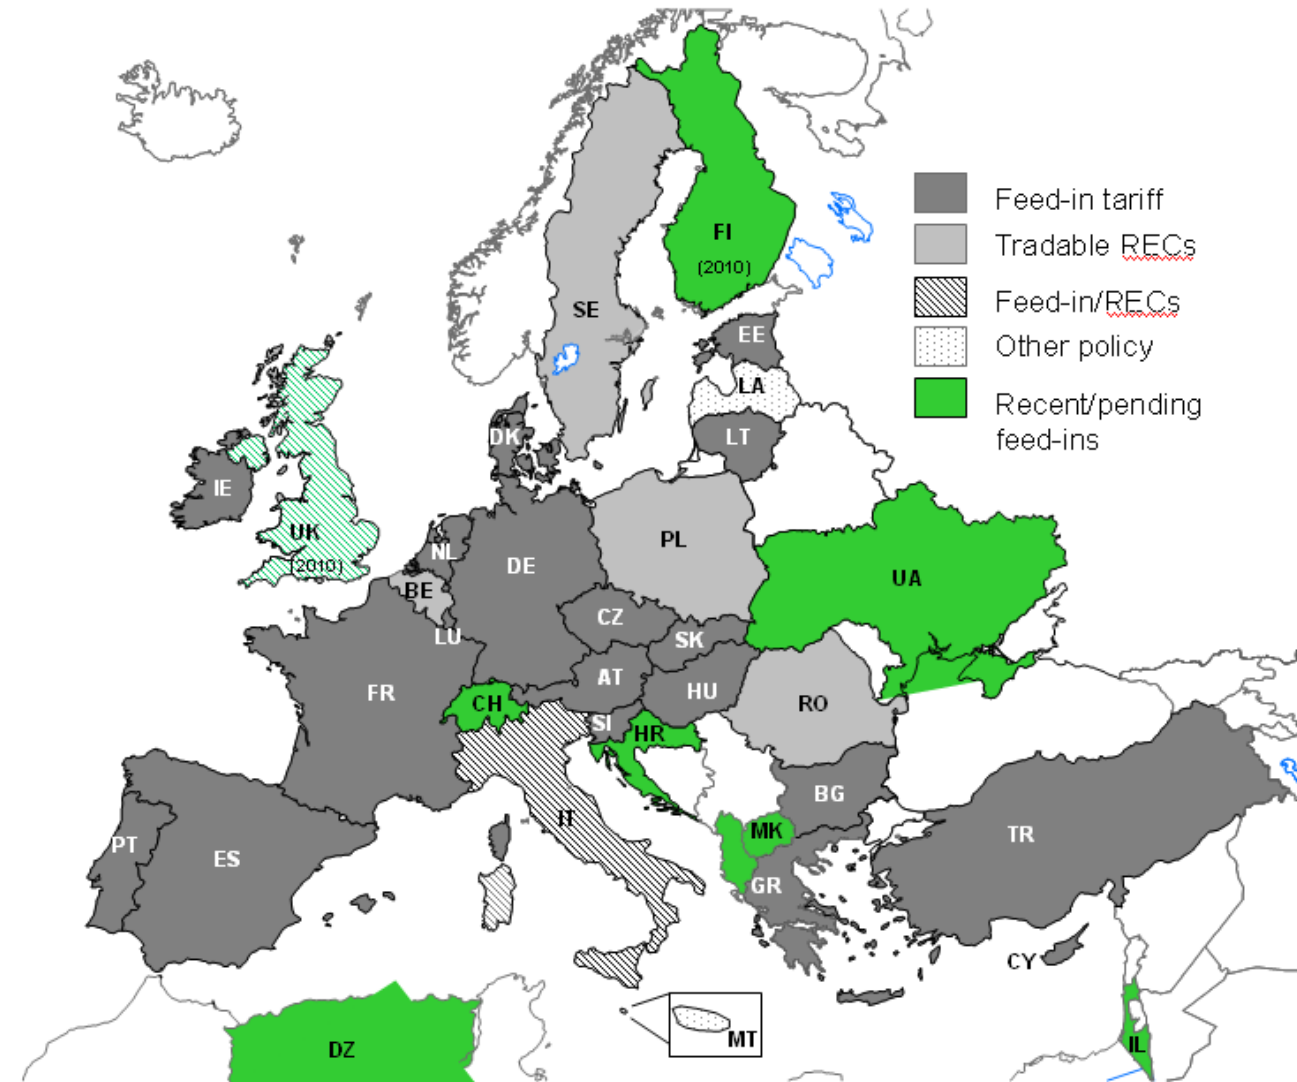 FI
(2010)
Feed-in tariff
Tradable RECs
Feed-in/RECs
Other policy
Recent/pending
feed-ins
SE
EE
LA
LT
DK
IE
UK
(2010)
NL
DE
PL
UA
BE
CZ
LU
SK
AT
FR
HU
CH
RO
SI
HR
BG
IT
MK
TR
PT
ES
GR
CY
MT
DZ
IL